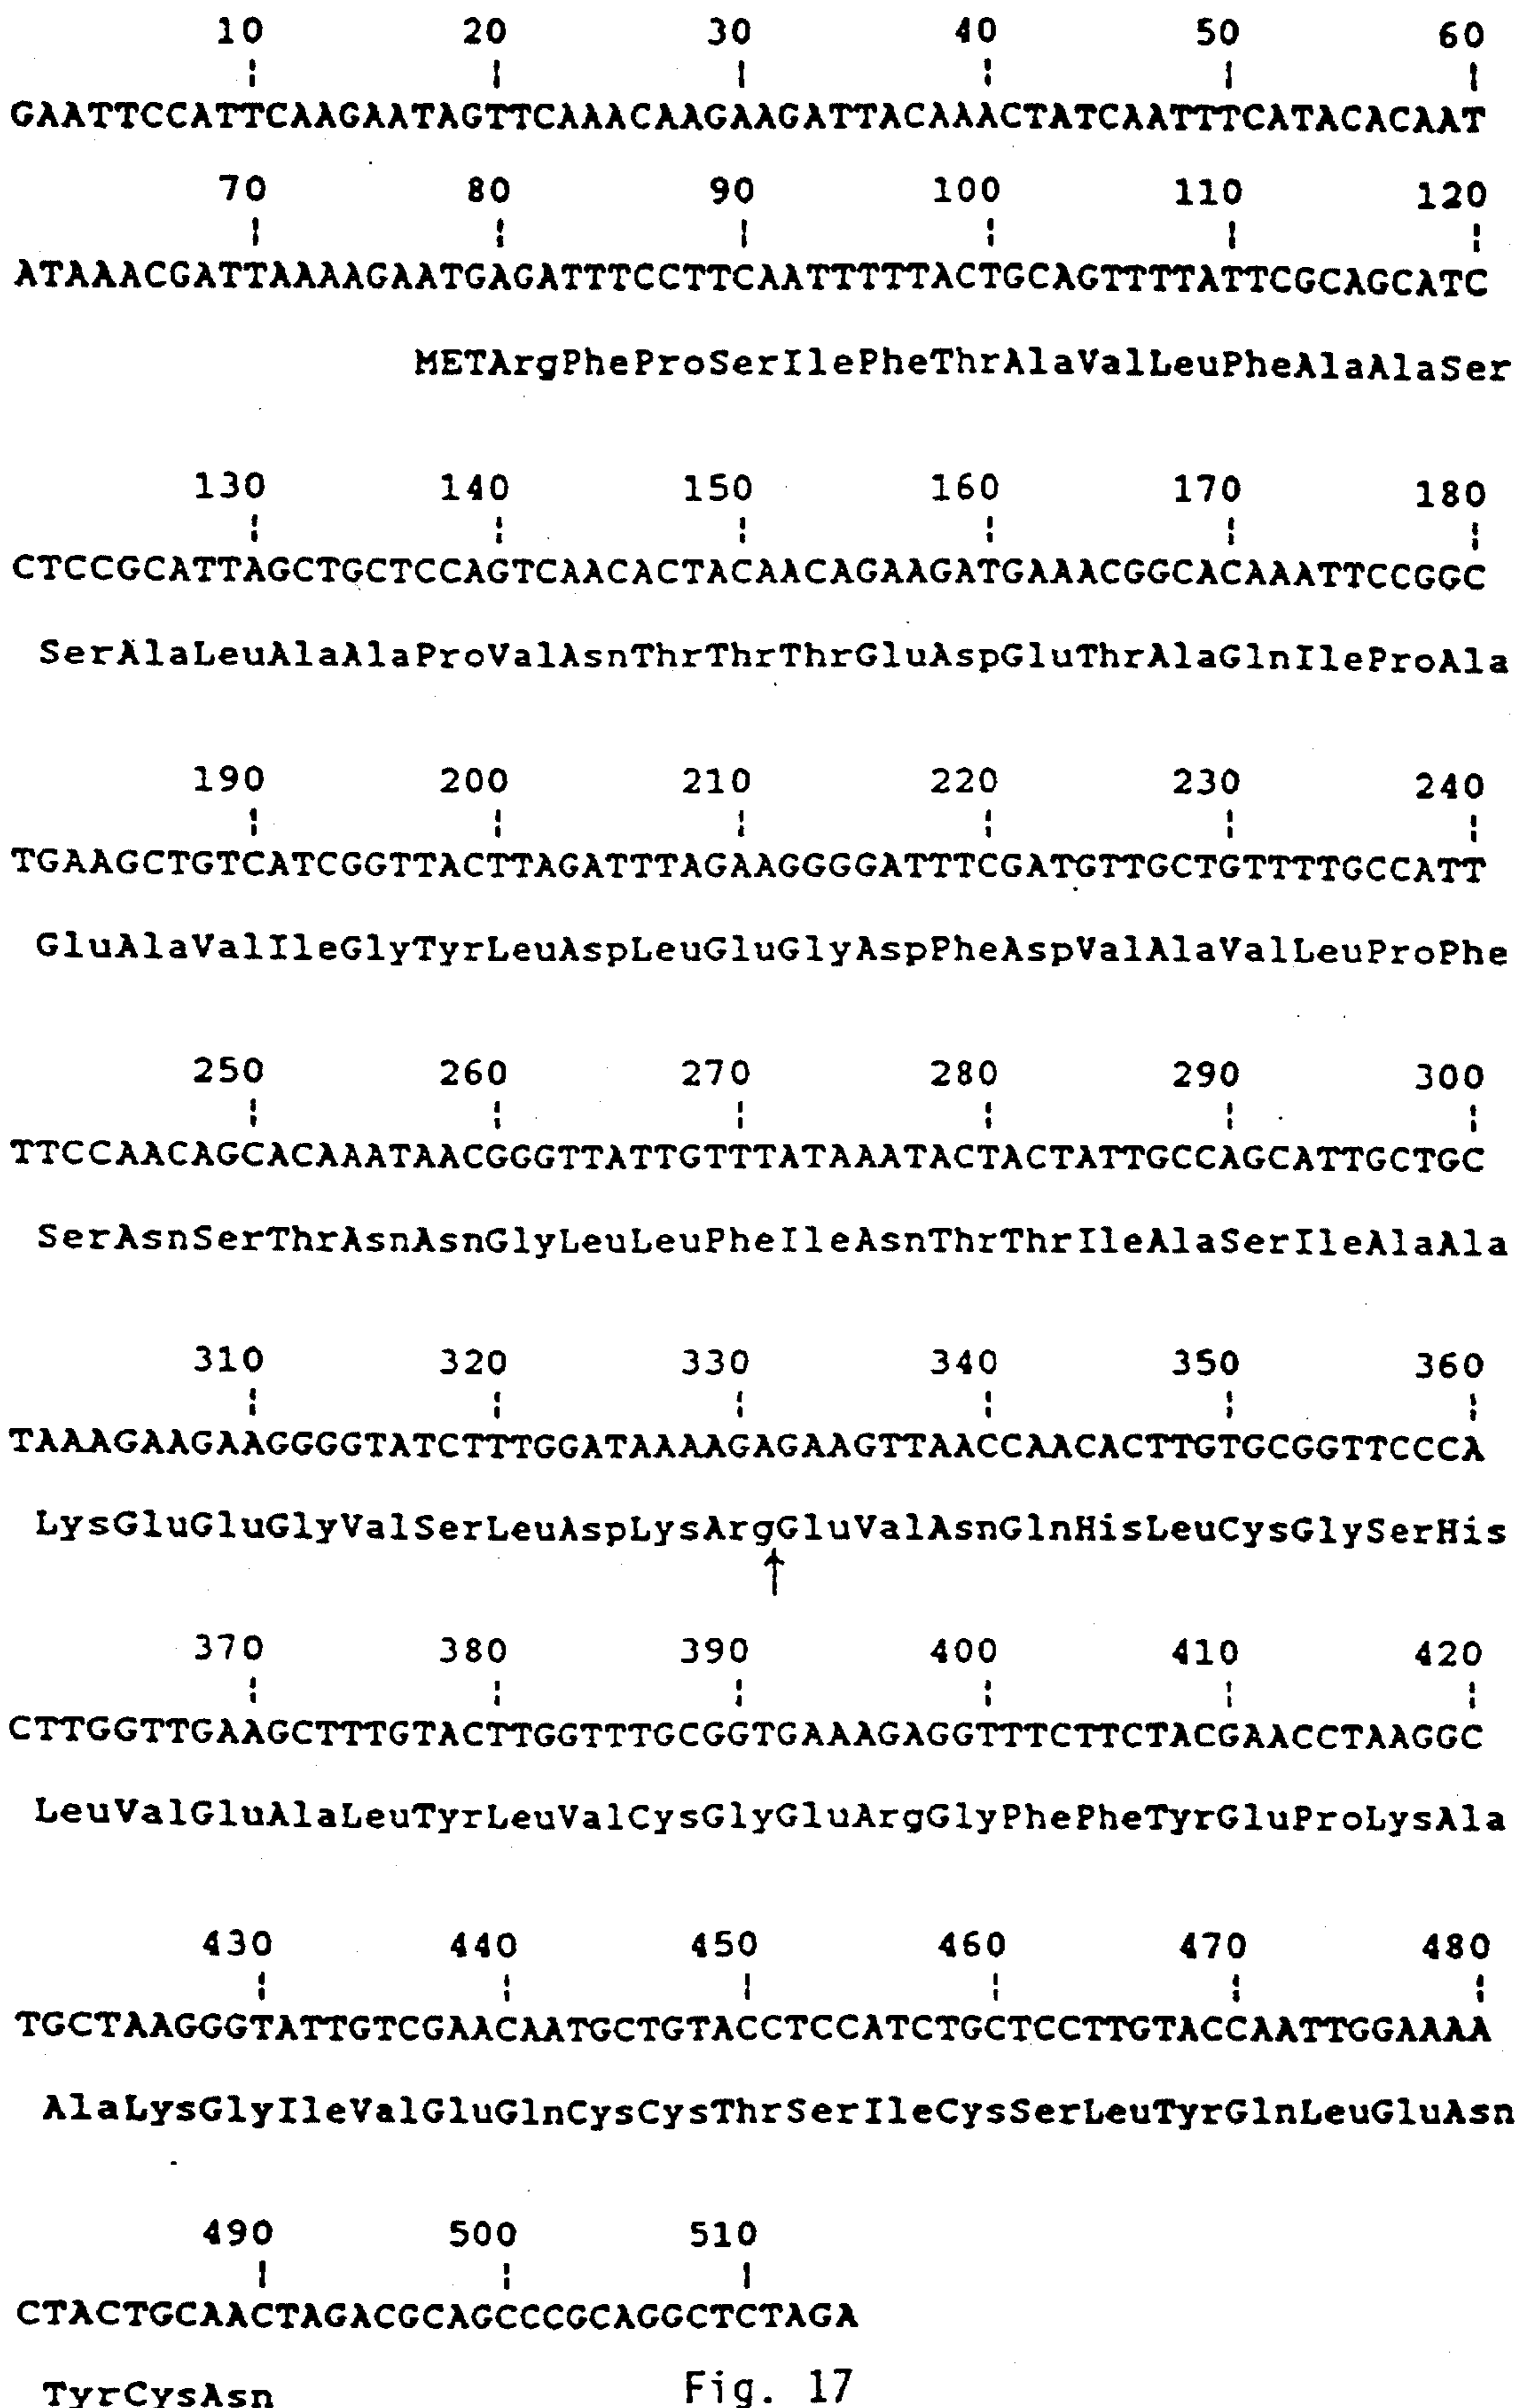 10 20 30 40 50 60
GAATTCCATTCAAGAATAGTTCAAACAAGAAGATTACAAACTATCAATTTCATACACAAT
70 80 90 100 110 120
ATAAACGATTAAAAGAATGAGATTTCCTTCAATTTTTACTGCAGTTTTATTCGCAGCATC
METArgPheProSerIlePheThrAlaValLeuPheAlaAlaSer
130 140 150 160 170 180
CTCCGCATTAGCTGCTCCAGTCAACACTACAACAGAAGATGAAACGGCACAAATTCCGGC
SerAlaLeuAlaAlaProValAsnThrThrThrGluAspGluThrAlaGlnIleProAla
190 200 210 220 230 240
TGAAGCTGTCATCGGTTACTTAGATTTAGAAGGGGATTTCGATGTTGCTGTTTTGCCATT
GluAlaValIleGlyTyrLeuAspLeuGluGlyAspPheAspValAlaValLeuProPhe
250 260 270 280 290 300
TTCCAACAGCACAAATAACGGGTTATTGTTTATAAATACTACTATTGCCAGCATTGCTGC
SerAsnSerThrAsnAsnGlyLeuLeuPheIleAsnThrThrIleAlaSerIleAlaAla
310 320 330 340 350 360
TAAAGAAGAAGGGGTATCTTTGGATAAAAGAGAAGTTAACCAACACTTGTGCGGTTCCCA
LysGluGluGlyValSerLeuAspLysArgGluValAsnGlnHisLeuCysGlySerHis
↑
370 380 390 400 410 420
CTTGGTTGAAGCTTTGTACTTGGTTTGCGGTGAAAGAGGTTTCTTCTACGAACCTAAGGC
LeuValGluAlaLeuTyrLeuValCysGlyGluArgGlyPhePheTyrGluProLysAla
430 440 450 460 470 480
TGCTAAGGGTATTGTCGAACAATGCTGTACCTCCATCTGCTCCTTGTACCAATTGGAAAA
AlaLysGlyIleValGluGlnCysCysThrSerIleCysSerLeuTyrGlnLeuGluAsn
490 500 510
CTACTGCAACTAGACGCAGCCCGCAGGCTCTAGA
TyrCysAsn
Fig. 17